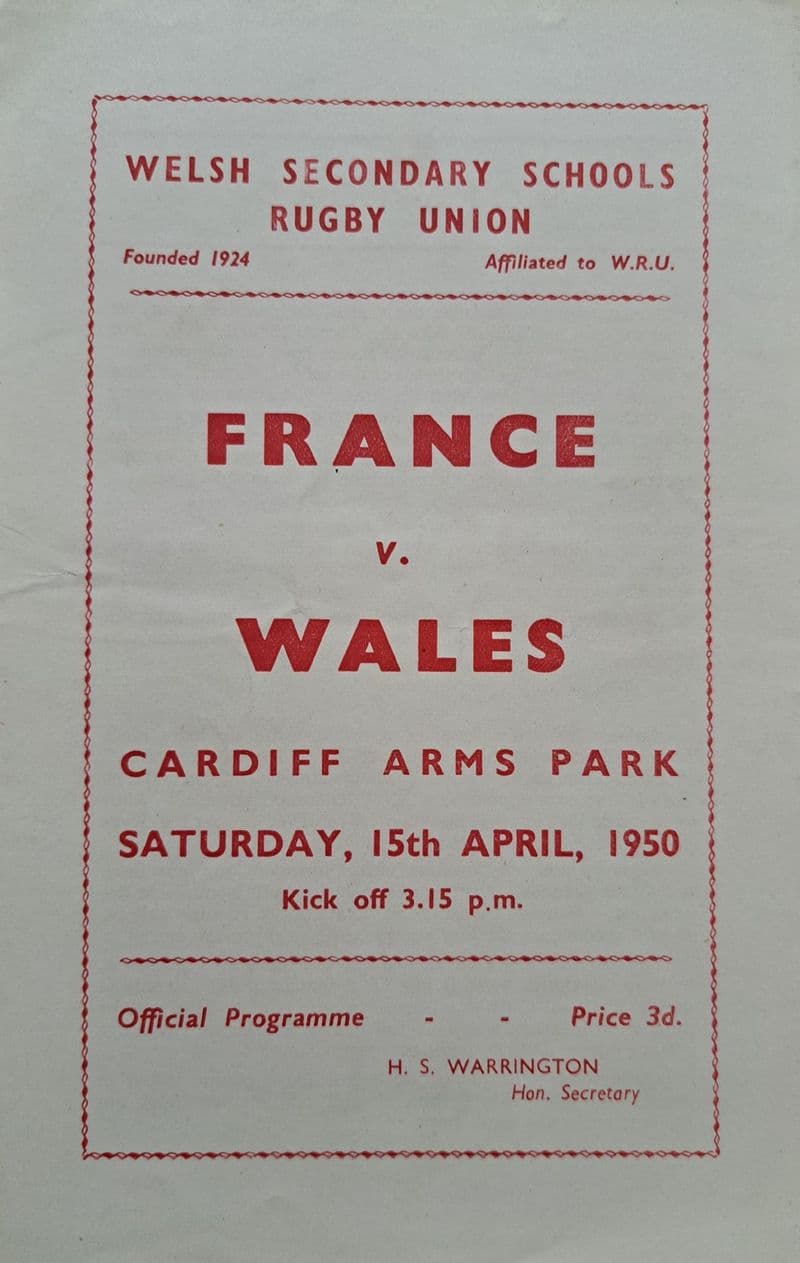 WELSH SECONDARY SCHOOLS
RUGBY UNION
Founded 1924 Affiliated to W.R.U.
FRANCE
v.
WALES
CARDIFF ARMS PARK
SATURDAY, 15th APRIL, 1950
Kick off 3.15 p.m.
Official Programme - - Price 3d.
H. S. WARRINGTON
Hon. Secretary